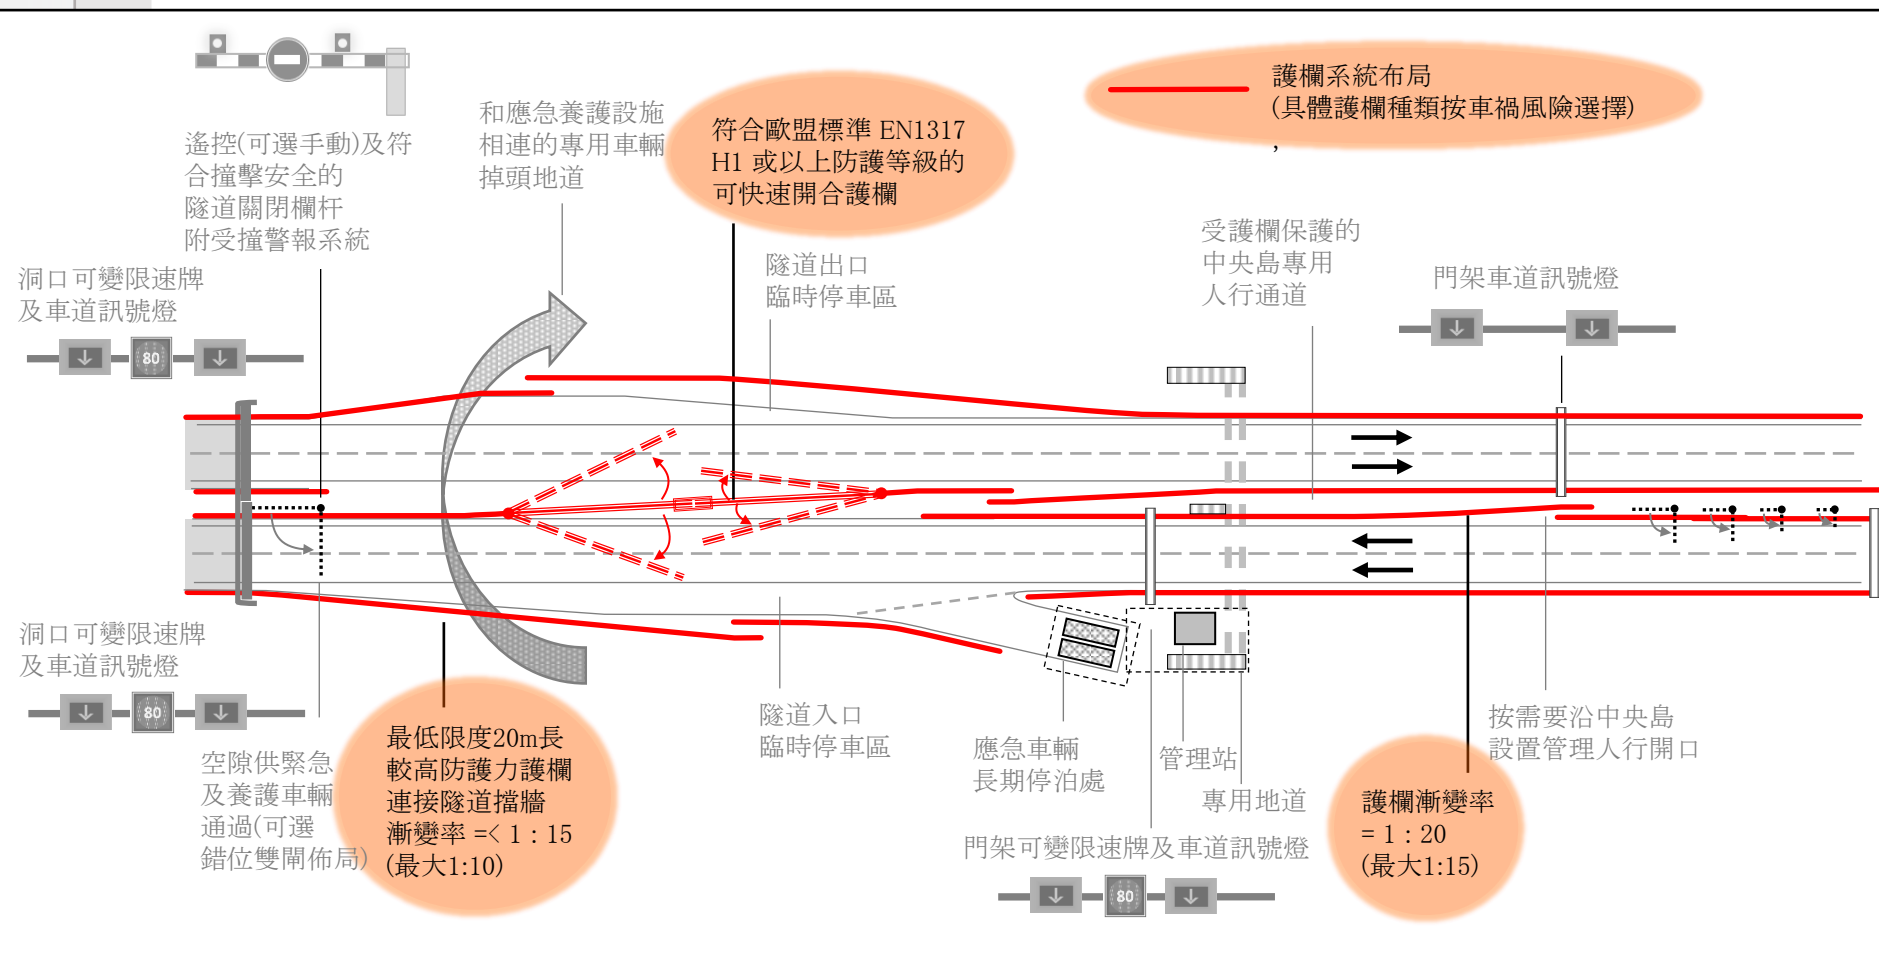 護欄系統布局
(具體護欄種類按車禍風險選擇)
,
和應急養護設施
相連的專用車輛
掉頭地道
符合歐盟標準 EN1317
H1 或以上防護等級的
可快速開合護欄
遙控(可選手動)及符
合撞擊安全的
隧道關閉欄杆
附受撞警報系統
受護欄保護的
中央島專用
人行通道
隧道出口
臨時停車區
門架車道訊號燈
洞口可變限速牌
及車道訊號燈
80
洞口可變限速牌
及車道訊號燈
80
空隙供緊急
及養護車輛
通過(可選
錯位雙閘佈局)
最低限度20m長
較高防護力護欄
連接隧道擋牆
漸變率 =< 1 : 15
(最大1:10)
隧道入口
臨時停車區
應急車輛
長期停泊處
管理站
專用地道
門架可變限速牌及車道訊號燈
80
按需要沿中央島
設置管理人行開口
護欄漸變率
= 1 : 20
(最大1:15)